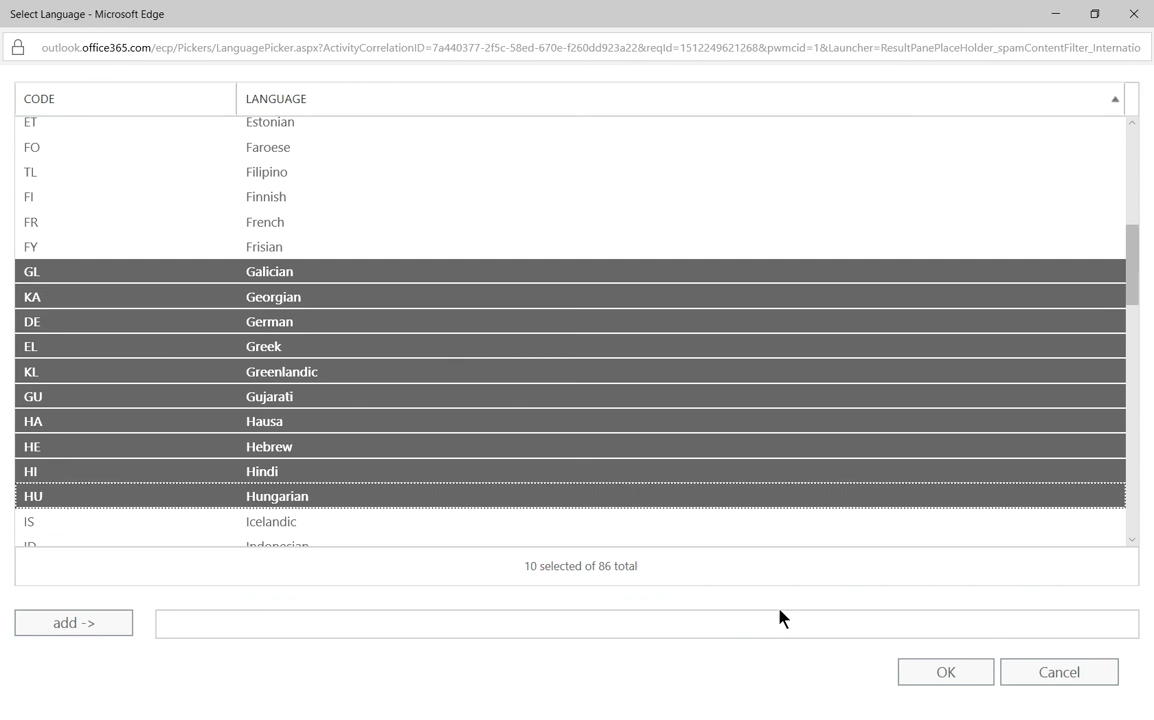 Select Language - Microsoft Edge
outlook.office365.com/ecp/Pickers/LanguagePicker.aspx?ActivityCorrelationID=7a440377-2f5c-58ed-670e-f260dd923a22&reqId=1512249621268&pwmcid=1&Launcher=ResultPanePlaceHolder_spamContentFilter_Internatio
CODE LANGUAGE
ET Estonian
FO Faroese
TL Filipino
FI Finnish
FR French
FY Frisian
GL Galician
KA Georgian
DE German
EL Greek
KL Greenlandic
GU Gujarati
HA Hausa
HE Hebrew
HI Hindi
HU Hungarian
IS Icelandic
ID Indonesian
10 selected of 86 total
add ->
OK Cancel